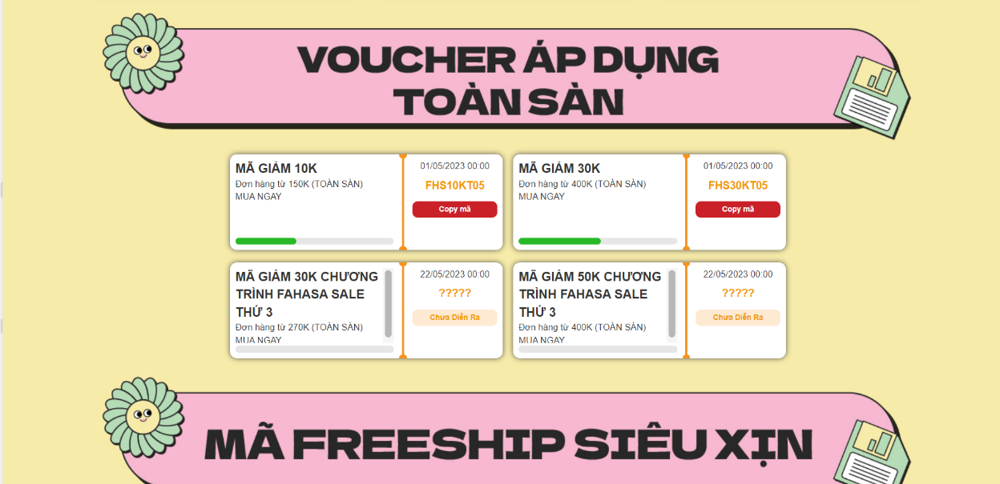 VOUCHER ÁP DỤNG
TOÀN SÀN
MÃ GIẢM 10K
Đơn hàng từ 150K (TOÀN SÀN)
MUA NGAY
01/05/2023 00:00
FHS10KT05
Copy mã
MÃ GIẢM 30K
Đơn hàng từ 400K (TOÀN SÀN)
MUA NGAY
01/05/2023 00:00
FHS30KT05
Copy mã
MÃ GIẢM 30K CHƯƠNG
TRÌNH FAHASA SALE
THỨ 3
Đơn hàng từ 270K (TOÀN SÀN)
MUA NGAY
22/05/2023 00:00
?????
Chưa Diễn Ra
MÃ GIẢM 50K CHƯƠNG
TRÌNH FAHASA SALE
THỨ 3
Đơn hàng từ 400K (TOÀN SÀN)
MUA NGAY
22/05/2023 00:00
?????
Chưa Diễn Ra
MÃ FREESHIP SIÊU XỊN